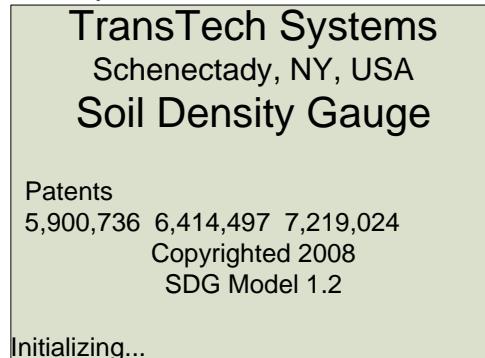 TransTech Systems
Schenectady, NY, USA
Soil Density Gauge
Patents
5,900,736 6,414,497 7,219,024
Copyrighted 2008
SDG Model 1.2
Initializing...